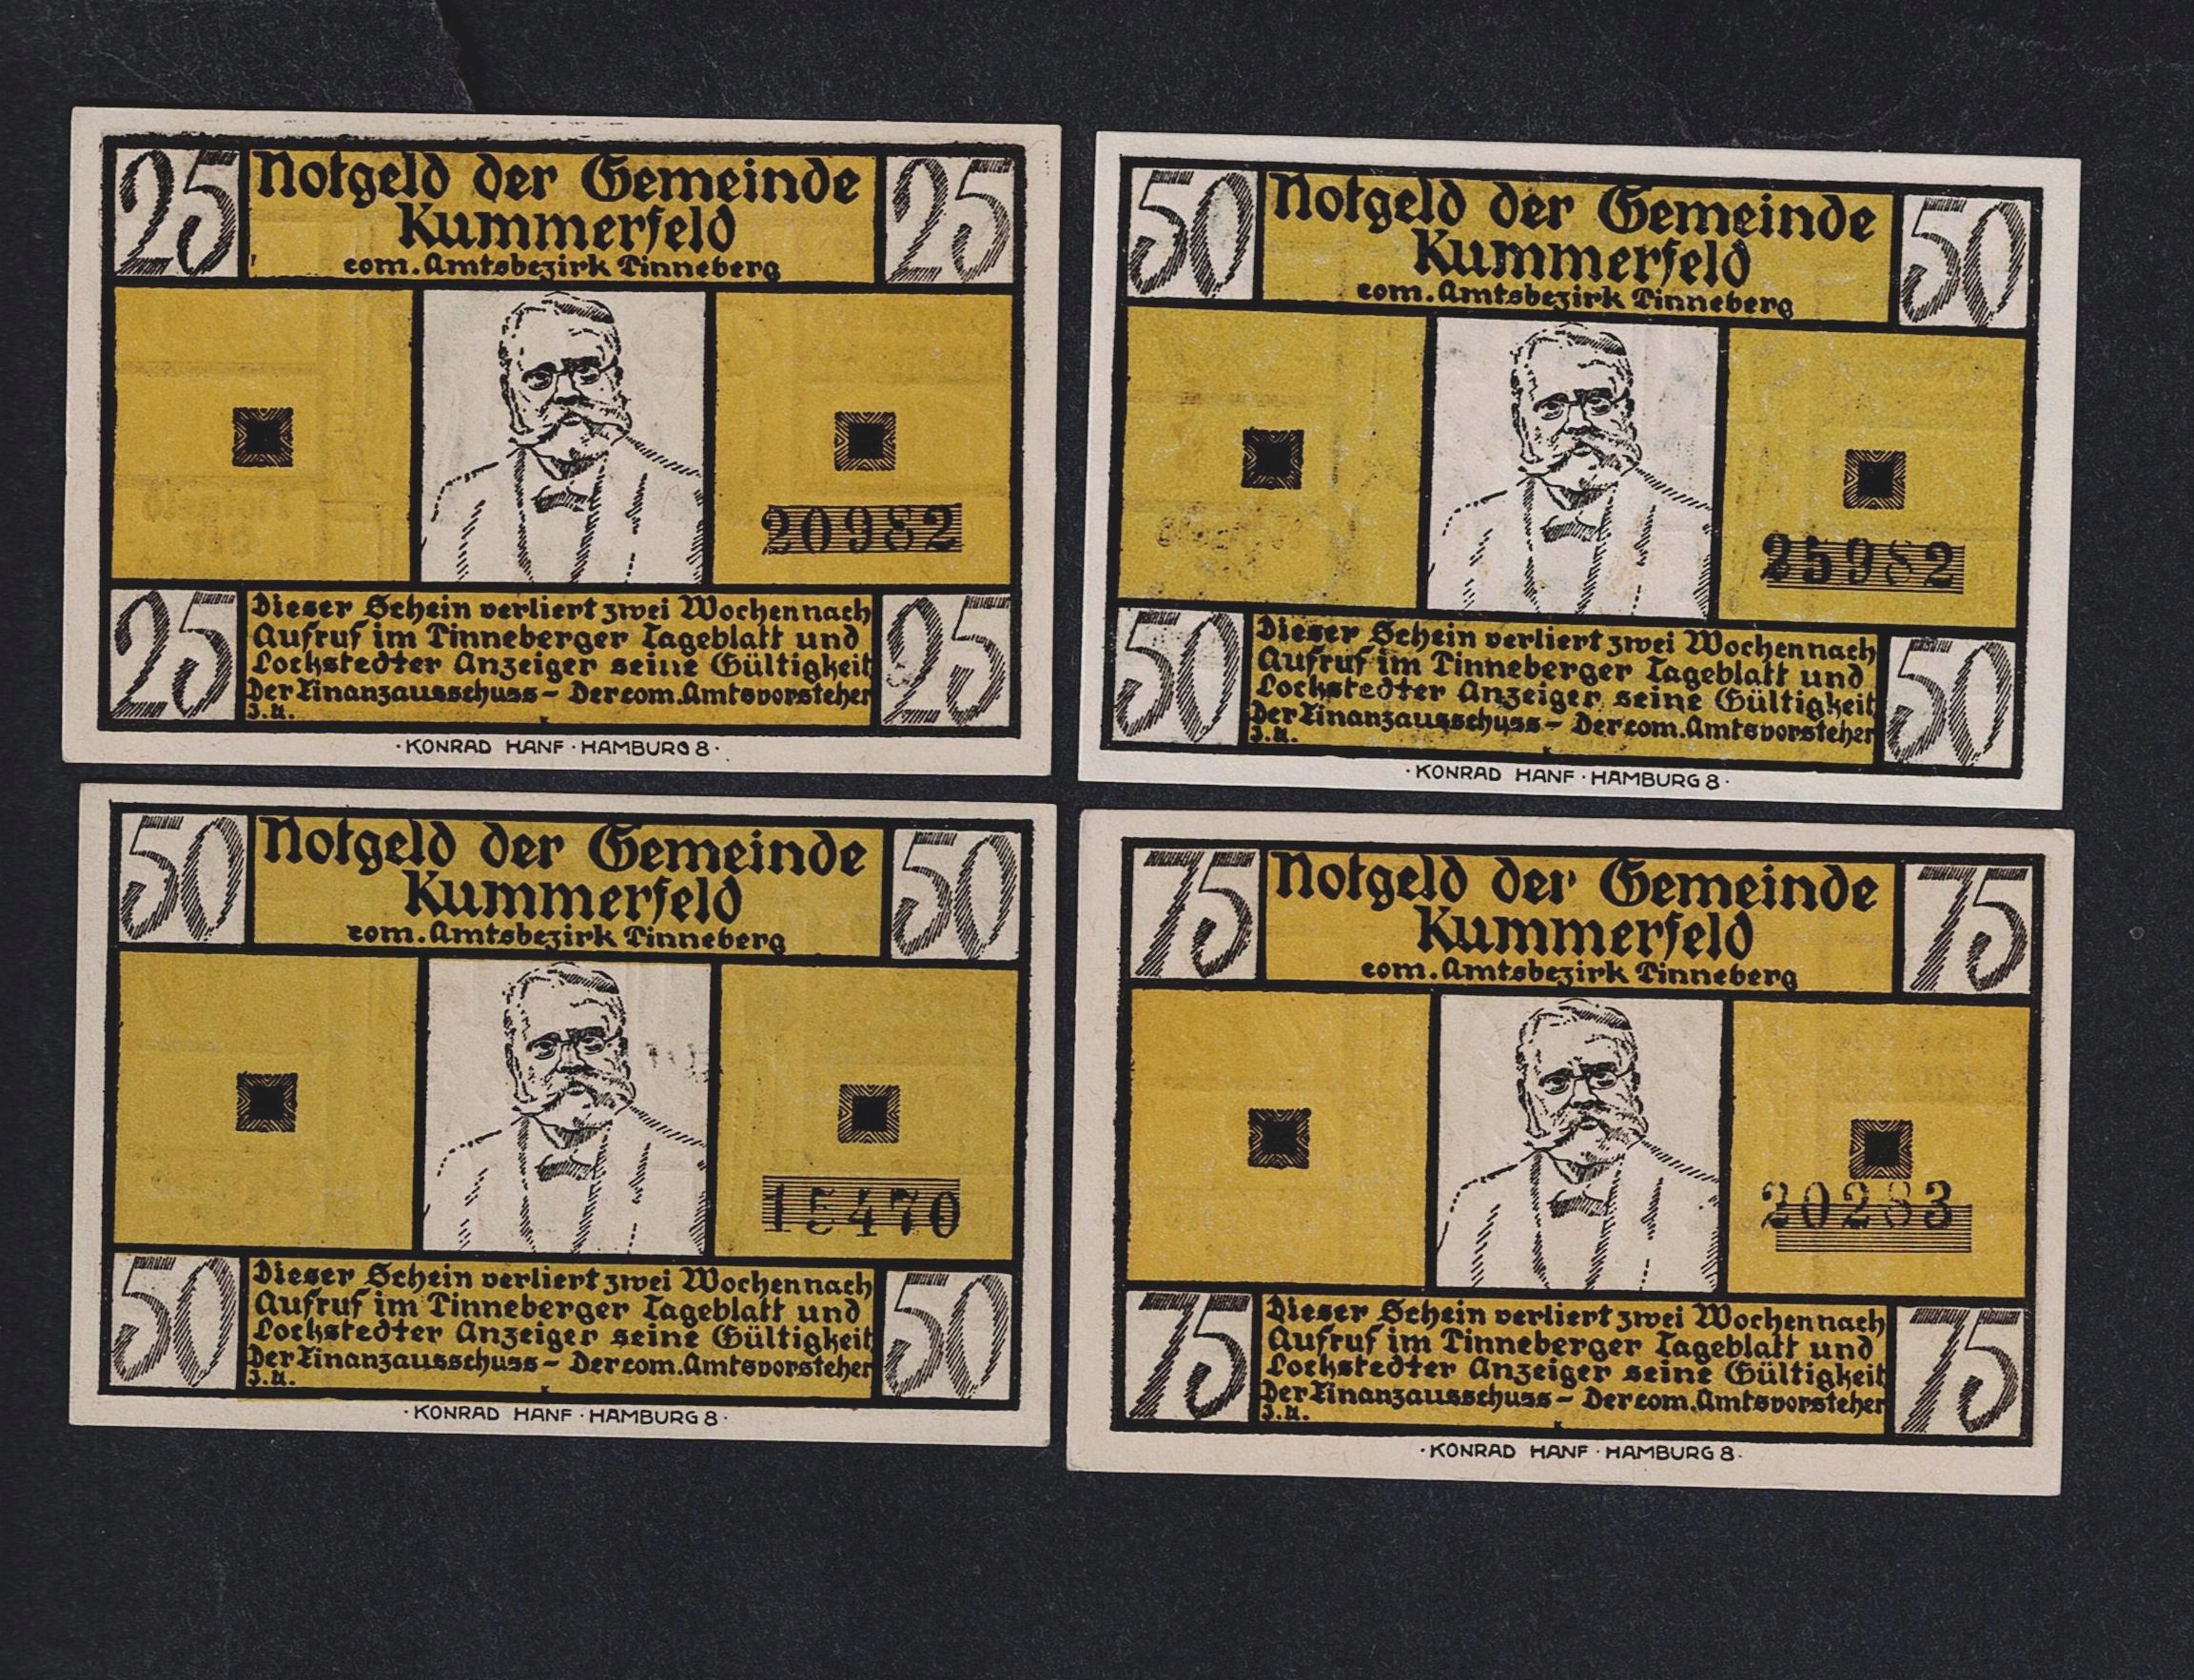 25
Notgeld der Gemeinde
25
Kummerfeld
com. Amtsbezirk Pinneberg
20982
25
Dieser Schein verliert zwei Wochen nach
25
Aufruf im Pinneberger Tageblatt und
Lockstedter Anzeiger seine Gültigkeit
Der Finanzausschuss – Der com. Amtsvorsteher
J.A.
· KONRAD HANF · HAMBURG 8 ·
50
Notgeld der Gemeinde
50
Kummerfeld
com. Amtsbezirk Pinneberg
25982
50
Dieser Schein verliert zwei Wochen nach
50
Aufruf im Pinneberger Tageblatt und
Lockstedter Anzeiger seine Gültigkeit
Der Finanzausschuss – Der com. Amtsvorsteher
J.A.
· KONRAD HANF · HAMBURG 8 ·
50
Notgeld der Gemeinde
50
Kummerfeld
com. Amtsbezirk Pinneberg
15470
50
Dieser Schein verliert zwei Wochen nach
50
Aufruf im Pinneberger Tageblatt und
Lockstedter Anzeiger seine Gültigkeit
Der Finanzausschuss – Der com. Amtsvorsteher
J.A.
· KONRAD HANF · HAMBURG 8 ·
75
Notgeld der Gemeinde
75
Kummerfeld
com. Amtsbezirk Pinneberg
20283
75
Dieser Schein verliert zwei Wochen nach
75
Aufruf im Pinneberger Tageblatt und
Lockstedter Anzeiger seine Gültigkeit
Der Finanzausschuss – Der com. Amtsvorsteher
J.A.
· KONRAD HANF · HAMBURG 8 ·